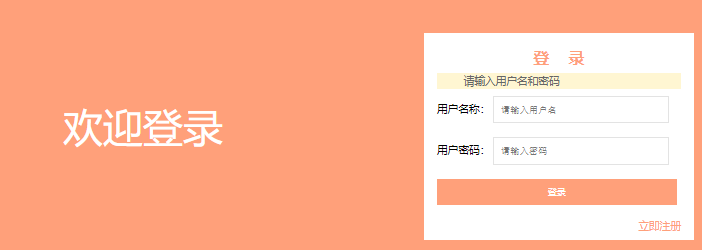 欢迎登录
登 录
请输入用户名和密码
用户名称： 请输入用户名
用户密码： 请输入密码
登录
立即注册